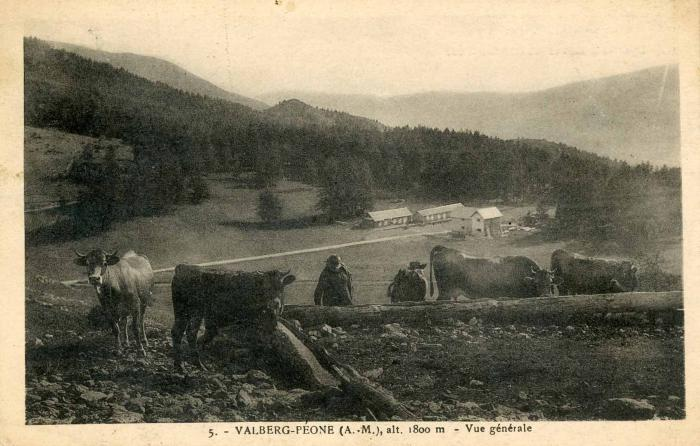 5. - VALBERG-PÉONE (A.-M.), alt. 1800 m - Vue générale